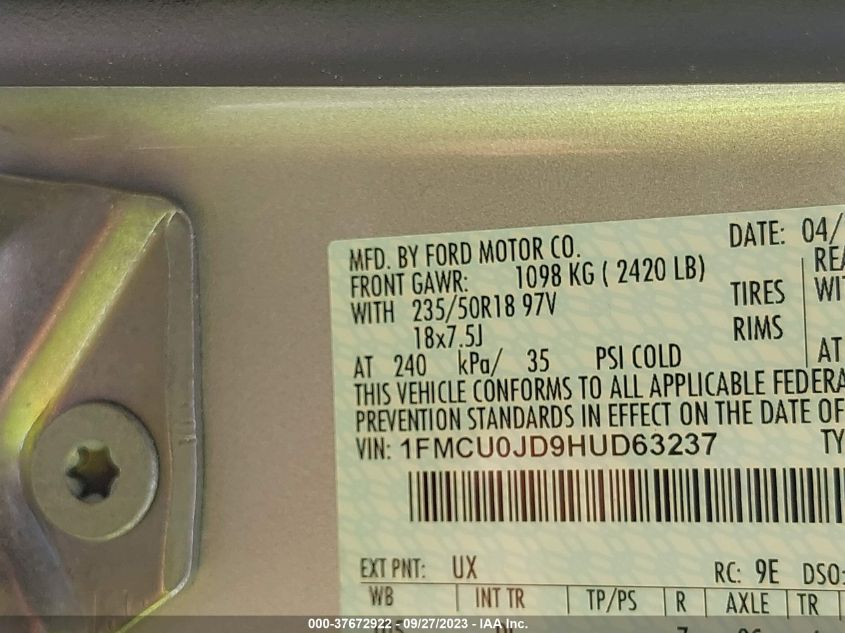 DATE: 04/
MFD. BY FORD MOTOR CO.
FRONT GAWR: 1098 KG ( 2420 LB)
WITH 235/50R18 97V TIRES
18x7.5J RIMS
AT 240 kPa/ 35 PSI COLD AT
THIS VEHICLE CONFORMS TO ALL APPLICABLE FEDERA
PREVENTION STANDARDS IN EFFECT ON THE DATE OF
VIN: 1FMCU0JD9HUD63237 TY
EXT PNT: UX RC: 9E DSO:
WB INT TR TP/PS R AXLE TR
000-37672922 - 09/27/2023 - IAA Inc.